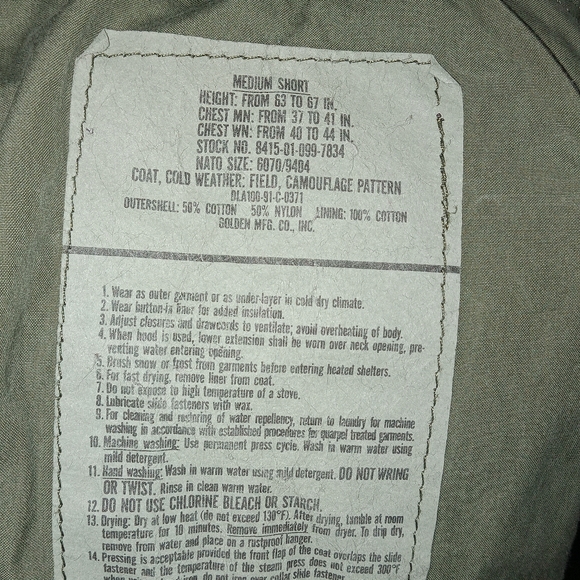 MEDIUM SHORT
HEIGHT: FROM 63 TO 67 IN.
CHEST MN: FROM 37 TO 41 IN.
CHEST WN: FROM 40 TO 44 IN.
STOCK NO. 8415-01-099-7834
NATO SIZE: 6070/9404
COAT, COLD WEATHER: FIELD, CAMOUFLAGE PATTERN
DLA100-91-C-0371
OUTERSHELL: 50% COTTON 50% NYLON LINING: 100% COTTON
GOLDEN MFG. CO., INC.
1. Wear as outer garment or as under-layer in cold dry climate.
2. Wear button-in liner for added insulation.
3. Adjust closures and drawcords to ventilate; avoid overheating of body.
4. When hood is used, lower extension shall be worn over neck opening, pre-
venting water entering opening.
5. Brush snow or frost from garments before entering heated shelters.
6. For fast drying, remove liner from coat.
7. Do not expose to high temperature of a stove.
8. Lubricate slide fasteners with wax.
9. For cleaning and restoring of water repellency, return to laundry for machine
washing in accordance with established procedures for quarpel treated garments.
10. Machine washing: Use permanent press cycle. Wash in warm water using
mild detergent.
11. Hand washing: Wash in warm water using mild detergent. DO NOT WRING
OR TWIST. Rinse in clean warm water.
12. DO NOT USE CHLORINE BLEACH OR STARCH.
13. Drying: Dry at low heat (do not exceed 130°F). After drying, tumble at room
temperature for 10 minutes. Remove immediately from dryer. To drip dry,
remove from water and place on a rustproof hanger.
14. Pressing is acceptable provided the front flap of the coat overlaps the slide
fastener and the temperature of the steam press does not exceed 300°F
iron, do not iron over collar slide fastener